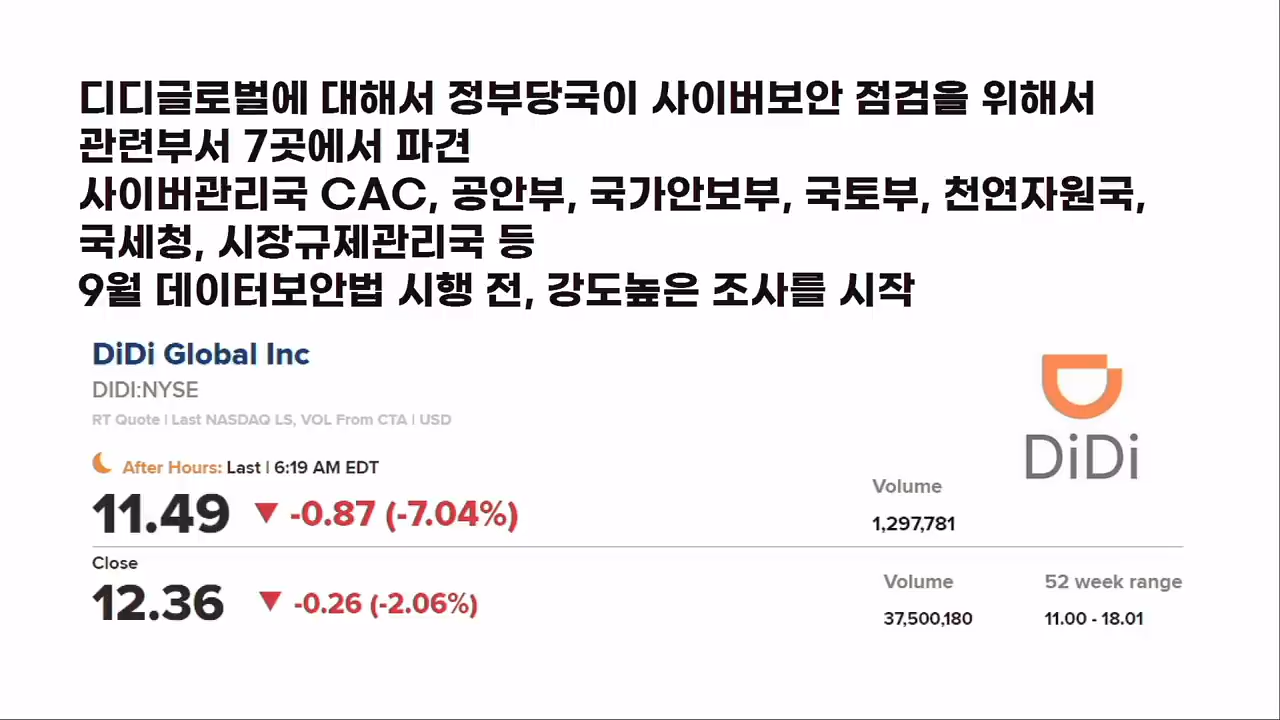 디디글로벌에 대해서 정부당국이 사이버보안 점검을 위해서
관련부서 7곳에서 파견
사이버관리국 CAC, 공안부, 국가안보부, 국토부, 천연자원국,
국세청, 시장규제관리국 등
9월 데이터보안법 시행 전, 강도높은 조사를 시작
DiDi Global Inc
DIDI:NYSE
RT Quote | Last NASDAQ LS, VOL From CTA | USD
After Hours: Last | 6:19 AM EDT
11.49 ▼ -0.87 (-7.04%)
DiDi
Volume
1,297,781
Close
12.36 ▼ -0.26 (-2.06%)
Volume 52 week range
37,500,180 11.00 - 18.01